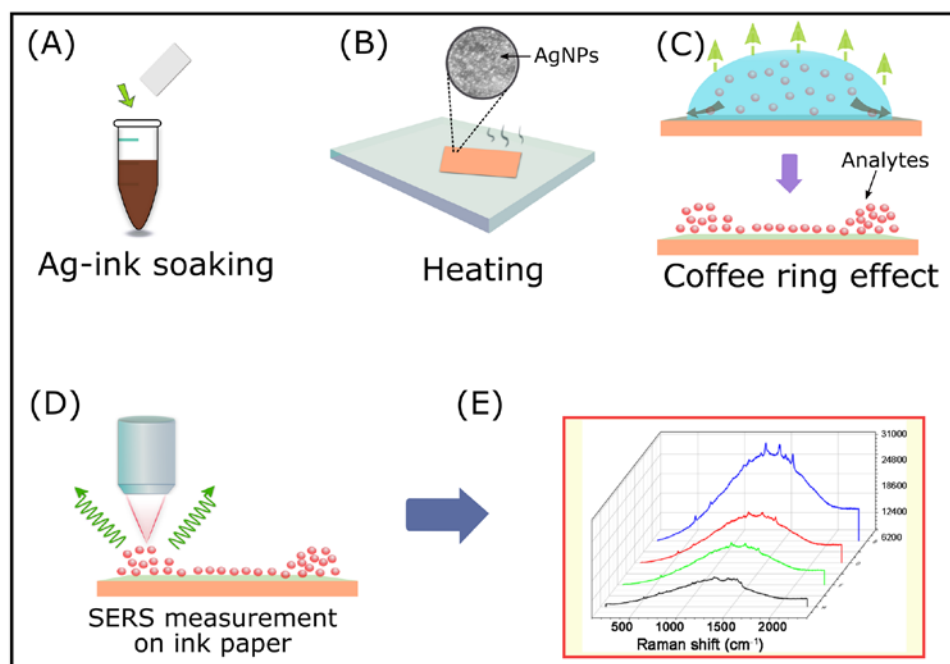 (A)
Ag-ink soaking
(B)
AgNPs
Heating
(C)
Analytes
Coffee ring effect
(D)
SERS measurement
on ink paper
(E)
31000
24800
18600
12400
6200
500 1000 1500 2000
Raman shift (cm⁻¹)